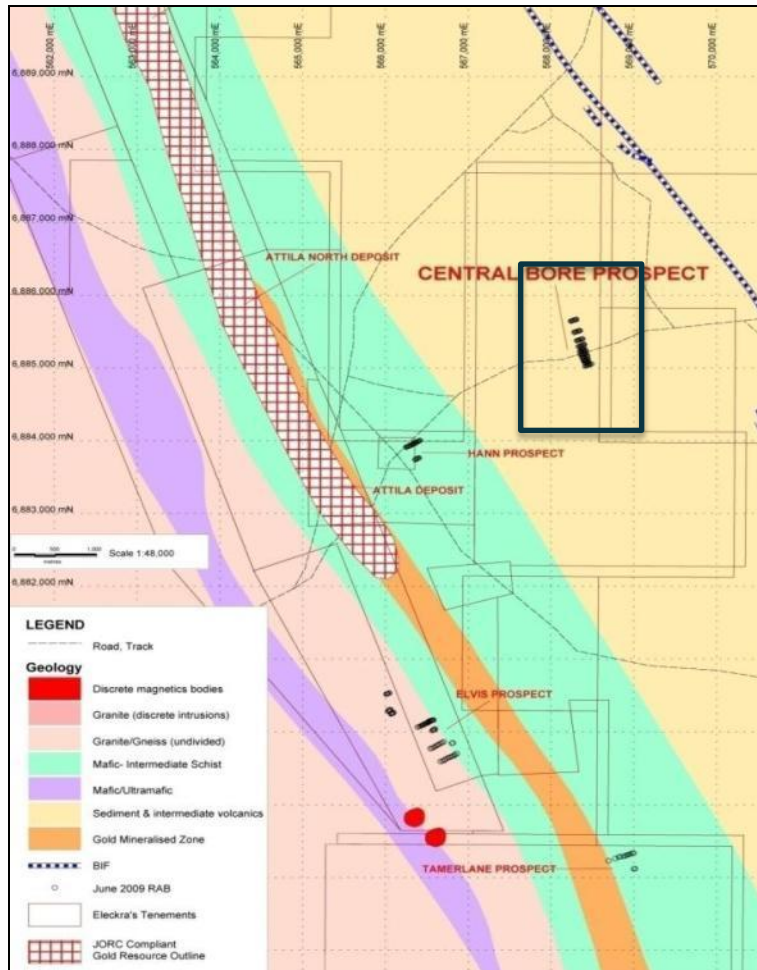 562,000 mE
563,000 mE
564,000 mE
565,000 mE
566,000 mE
567,000 mE
568,000 mE
569,000 mE
570,000 mE
6,889,000 mN
6,888,000 mN
6,887,000 mN
ATTILA NORTH DEPOSIT
CENTRAL BORE PROSPECT
6,886,000 mN
6,885,000 mN
6,884,000 mN
HANN PROSPECT
ATTILA DEPOSIT
6,883,000 mN
0 500 1,000
metres
Scale 1:48,000
6,882,000 mN
LEGEND
Road, Track
Geology
Discrete magnetics bodies
Granite (discrete intrusions)
Granite/Gneiss (undivided)
Mafic- Intermediate Schist
Mafic/Ultramafic
Sediment & intermediate volcanics
Gold Mineralised Zone
BIF
June 2009 RAB
Eleckra's Tenements
JORC Compliant
Gold Resource Outline
ELVIS PROSPECT
TAMERLANE PROSPECT